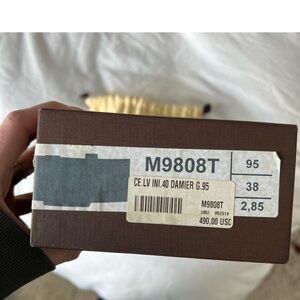 M9808T
95
38
2,85
CE.LV INI.40 DAMIER G.95
M9808T
490,00 USD